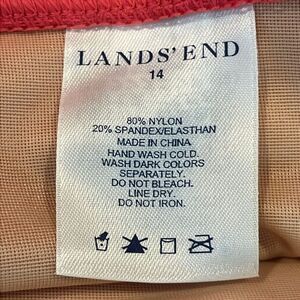 LANDS' END
14
80% NYLON
20% SPANDEX/ELASTHAN
MADE IN CHINA
HAND WASH COLD.
WASH DARK COLORS
SEPARATELY.
DO NOT BLEACH.
LINE DRY.
DO NOT IRON.